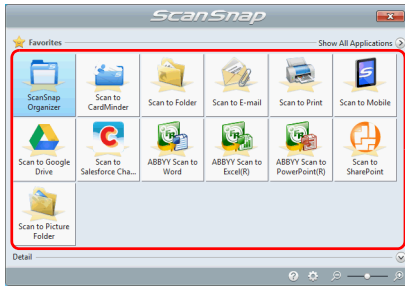 ScanSnap
Favorites
Show All Applications
ScanSnap
Organizer
Scan to
CardMinder
Scan to Folder
Scan to E-mail
Scan to Print
Scan to Mobile
Scan to Google
Drive
Scan to
Salesforce Cha...
ABBYY Scan to
Word
ABBYY Scan to
Excel(R)
ABBYY Scan to
PowerPoint(R)
Scan to
SharePoint
Scan to Picture
Folder
Detail